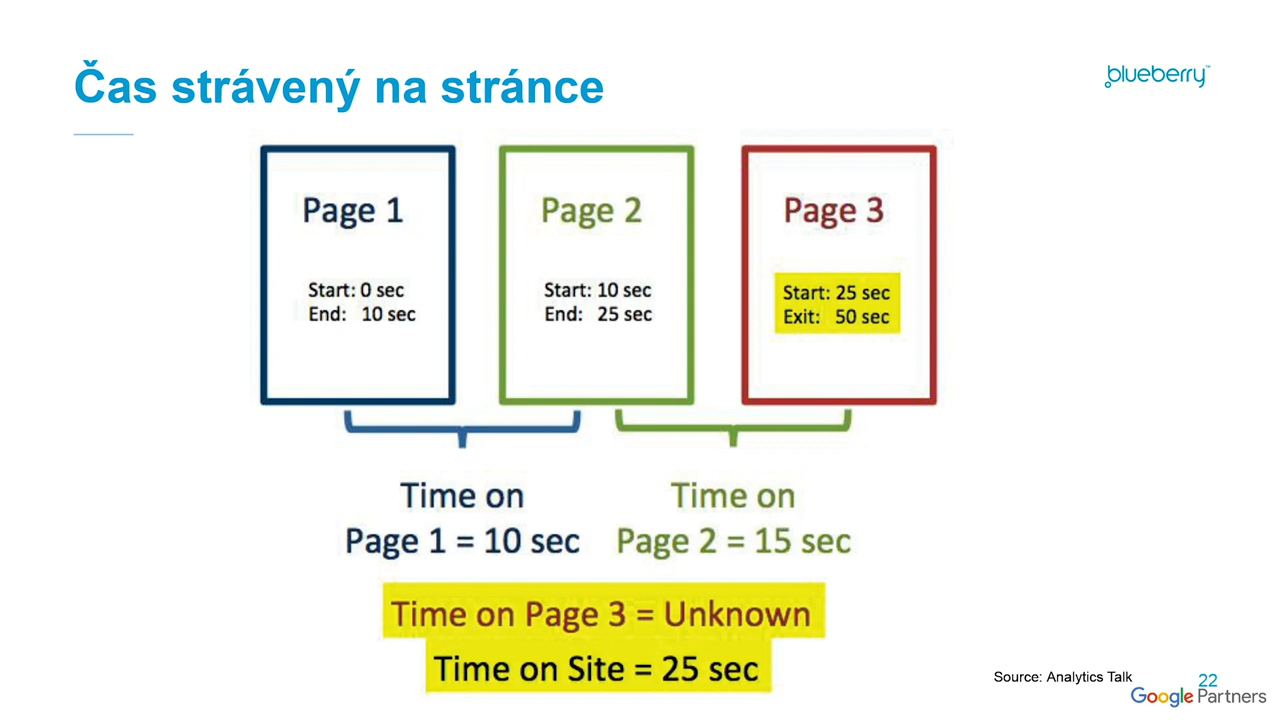 Čas strávený na stránce
blueberry™
Page 1
Start: 0 sec
End: 10 sec
Page 2
Start: 10 sec
End: 25 sec
Page 3
Start: 25 sec
Exit: 50 sec
Time on
Page 1 = 10 sec
Time on
Page 2 = 15 sec
Time on Page 3 = Unknown
Time on Site = 25 sec
Source: Analytics Talk
22
Google Partners